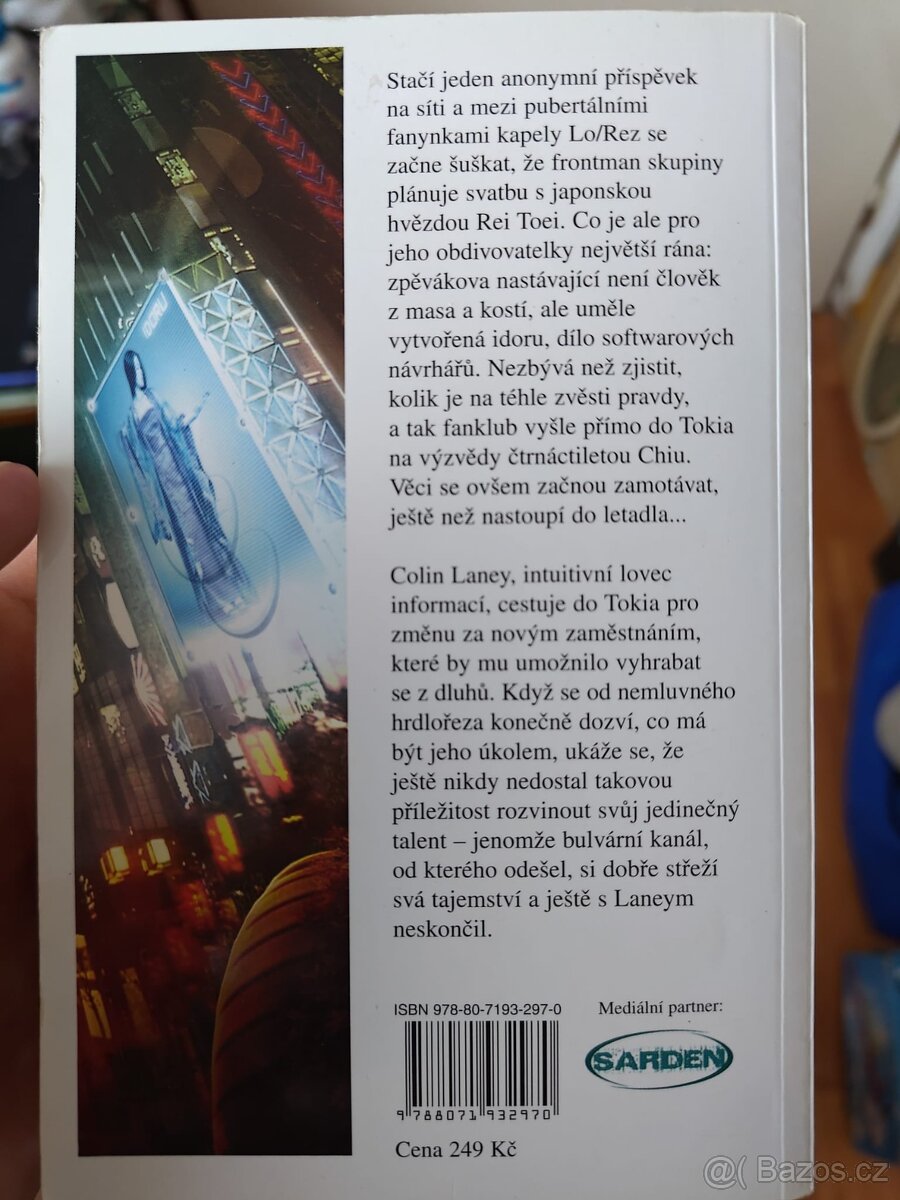 Stačí jeden anonymní příspěvek
na síti a mezi pubertálními
fanynkami kapely Lo/Rez se
začne šuškat, že frontman skupiny
plánuje svatbu s japonskou
hvězdou Rei Toei. Co je ale pro
jeho obdivovatelky největší rána:
zpěvákova nastávající není člověk
z masa a kostí, ale uměle
vytvořená idoru, dílo softwarových
návrhářů. Nezbývá než zjistit,
kolik je na téhle zvěsti pravdy,
a tak fanklub vyšle přímo do Tokia
na výzvědy čtrnáctiletou Chiu.
Věci se ovšem začnou zamotávat,
ještě než nastoupí do letadla...
Colin Laney, intuitivní lovec
informací, cestuje do Tokia pro
změnu za novým zaměstnáním,
které by mu umožnilo vyhrabat
se z dluhů. Když se od nemluvného
hrdlořeza konečně dozví, co má
být jeho úkolem, ukáže se, že
ještě nikdy nedostal takovou
příležitost rozvinout svůj jedinečný
talent – jenomže bulvární kanál,
od kterého odešel, si dobře střeží
svá tajemství a ještě s Laneym
neskončil.
ISBN 978-80-7193-297-0
Mediální partner:
SARDEN
9 788071 932970
Cena 249 Kč
@( Bazos.cz